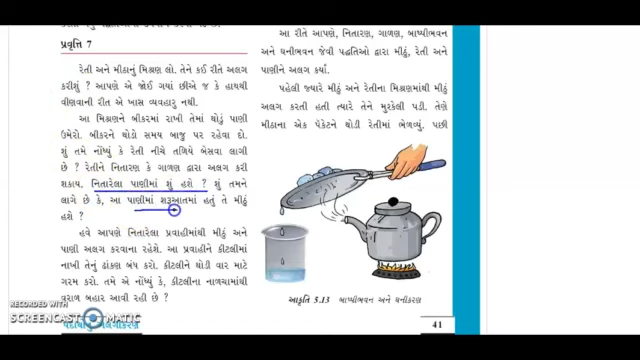 પ્રવૃત્તિ 7
રેતી અને મીઠાનું મિશ્રણ લો. તેને કઈ રીતે અલગ
કરીશું ? આપણે એ જોઈ ગયાં છીએ જ કે હાથથી
વીણવાની રીત એ ખાસ વ્યવહારુ નથી.
આ મિશ્રણને બીકરમાં રાખી તેમાં થોડું પાણી
ઉમેરો. બીકરને થોડો સમય બાજુ પર રહેવા દો.
શું તમે નોંધ્યું કે રેતી નીચે તળિયે બેસવા લાગી
છે ? રેતીને નિતારણ કે ગાળણ દ્વારા અલગ કરી
શકાય. નિતારેલા પાણીમાં શું હશે ? શું તમને
લાગે છે કે, આ પાણીમાં શરૂઆતમાં હતું તે મીઠું
હશે ?
હવે આપણે નિતારેલા પ્રવાહીમાંથી મીઠું અને
પાણી અલગ કરવાના રહેશે. આ પ્રવાહીને કીટલીમાં
નાખી તેનું ઢાંકણ બંધ કરો. કીટલીને થોડી વાર માટે
ગરમ કરો. તમે એ નોંધ્યું કે, કીટલીના નાળચામાંથી
વરાળ બહાર આવી રહી છે ?
આ રીતે આપણે, નિતારણ, ગાળણ, બાષ્પીભવન
અને ઘનીભવન જેવી પદ્ધતિઓ દ્વારા મીઠું, રેતી અને
પાણીને અલગ કર્યાં.
પહેલી જ્યારે મીઠું અને રેતીના મિશ્રણમાંથી મીઠું
અલગ કરતી હતી ત્યારે તેને મુશ્કેલી પડી. તેણે
મીઠાના એક પેકેટને થોડી રેતીમાં ભેળવ્યું. પછી
આકૃતિ 5.13 બાષ્પીભવન અને ઘનીકરણ
RECORDED WITH
SCREENCAST MATIC
41